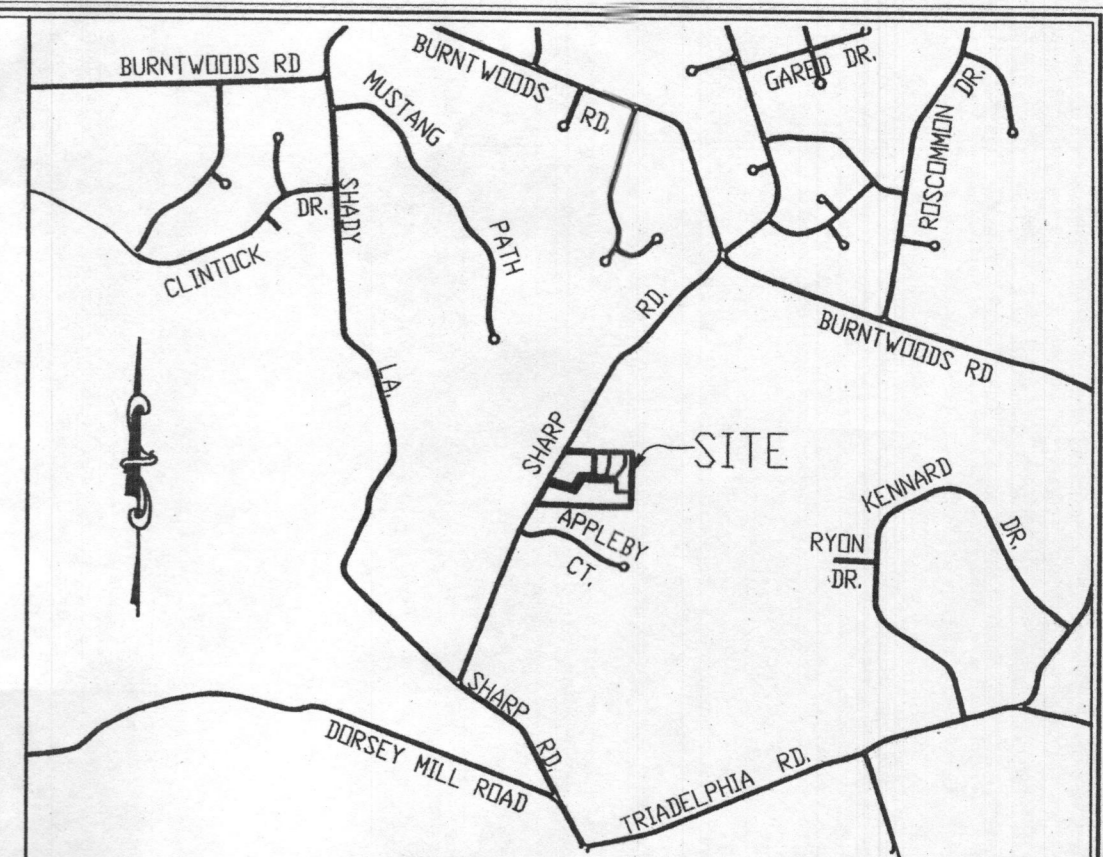 BURNTWOODS RD
BURNTWOODS
RD.
GARED DR.
MUSTANG
PATH
ROSCOMMON
DR.
SHADY
LA.
DR.
CLINTOCK
RD.
SHARP
BURNTWOODS RD
SITE
KENNARD
DR.
APPLEBY
CT.
RYON
DR.
SHARP
RD.
DORSEY MILL ROAD
TRIADELPHIA RD.